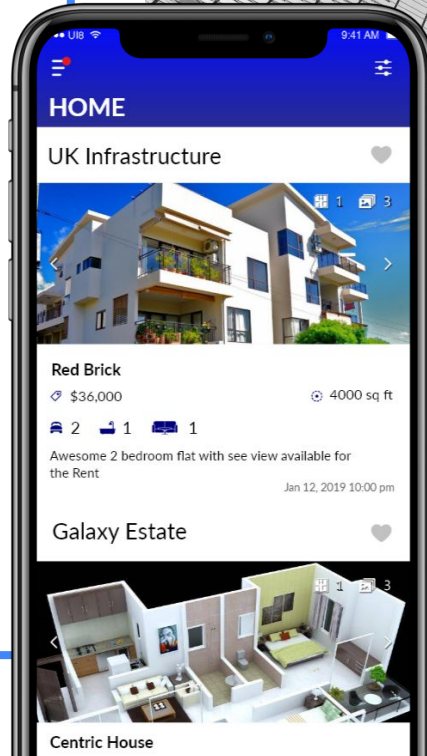 UI8 9:41 AM
HOME
UK Infrastructure
1 3
Red Brick
$36,000 4000 sq ft
2 1 1
Awesome 2 bedroom flat with see view available for
the Rent
Jan 12, 2019 10:00 pm
Galaxy Estate
1 3
Centric House